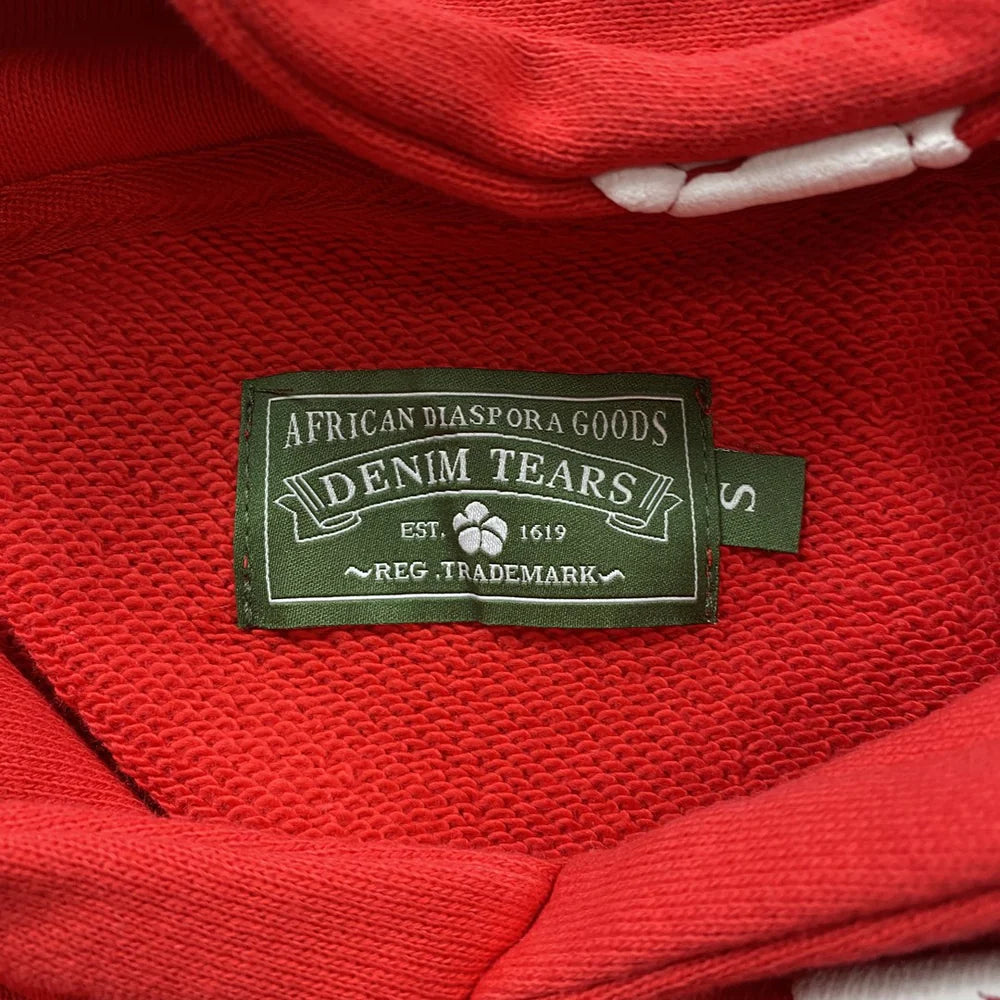 AFRICAN DIASPORA GOODS
DENIM TEARS
EST. 1619
~REG .TRADEMARK~
S